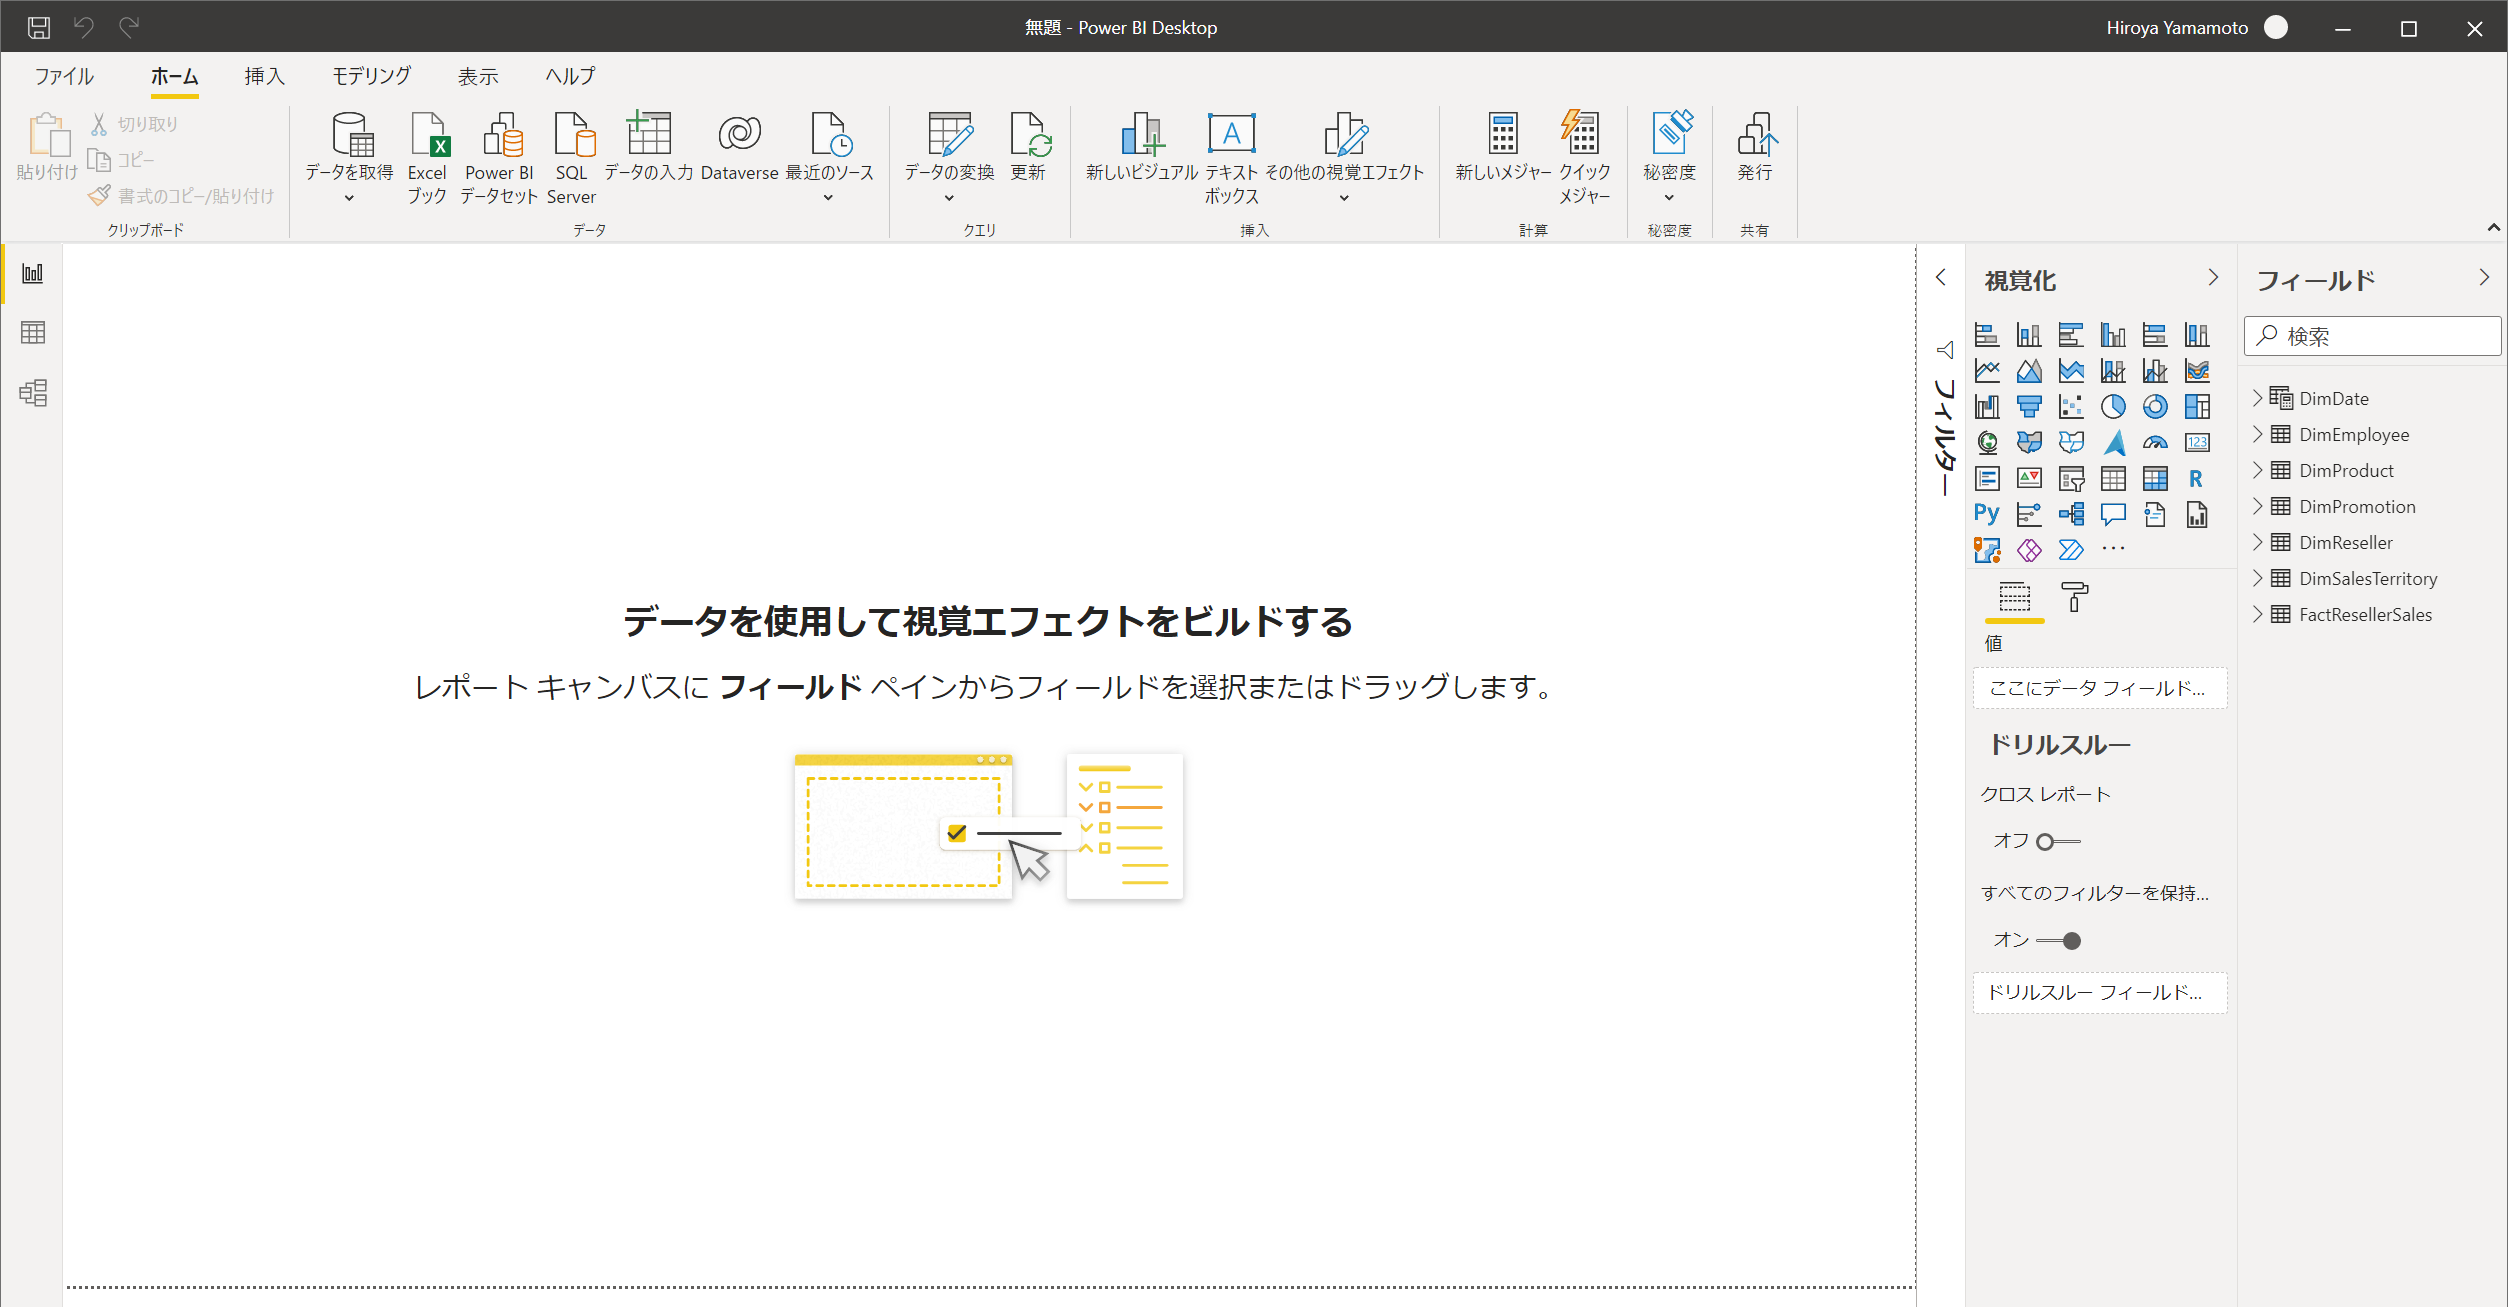 無題 - Power BI Desktop
Hiroya Yamamoto
ファイル
ホーム
挿入
モデリング
表示
ヘルプ
貼り付け
切り取り
コピー
書式のコピー/貼り付け
クリップボード
データを取得
Excel
ブック
Power BI
データセット
SQL
Server
データの入力
Dataverse
最近のソース
データ
データの変換
更新
クエリ
新しいビジュアル
テキスト
ボックス
その他の視覚エフェクト
挿入
新しいメジャー
クイック
メジャー
計算
秘密度
秘密度
発行
共有
データを使用して視覚エフェクトをビルドする
レポート キャンバスに フィールド ペインからフィールドを選択またはドラッグします。
フィルター
視覚化
123
R
Py
値
ここにデータ フィールド...
ドリルスルー
クロス レポート
オフ
すべてのフィルターを保持...
オン
ドリルスルー フィールド...
フィールド
検索
DimDate
DimEmployee
DimProduct
DimPromotion
DimReseller
DimSalesTerritory
FactResellerSales